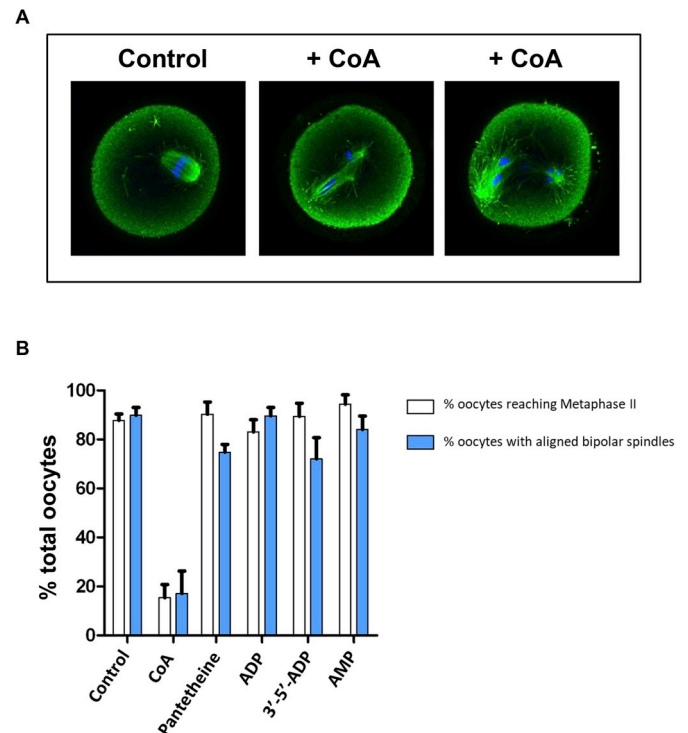 A
Control
+ CoA
+ CoA
B
% total oocytes
100
80
60
40
20
0
Control
CoA
Pantetheine
ADP
3′-5′-ADP
AMP
% oocytes reaching Metaphase II
% oocytes with aligned bipolar spindles